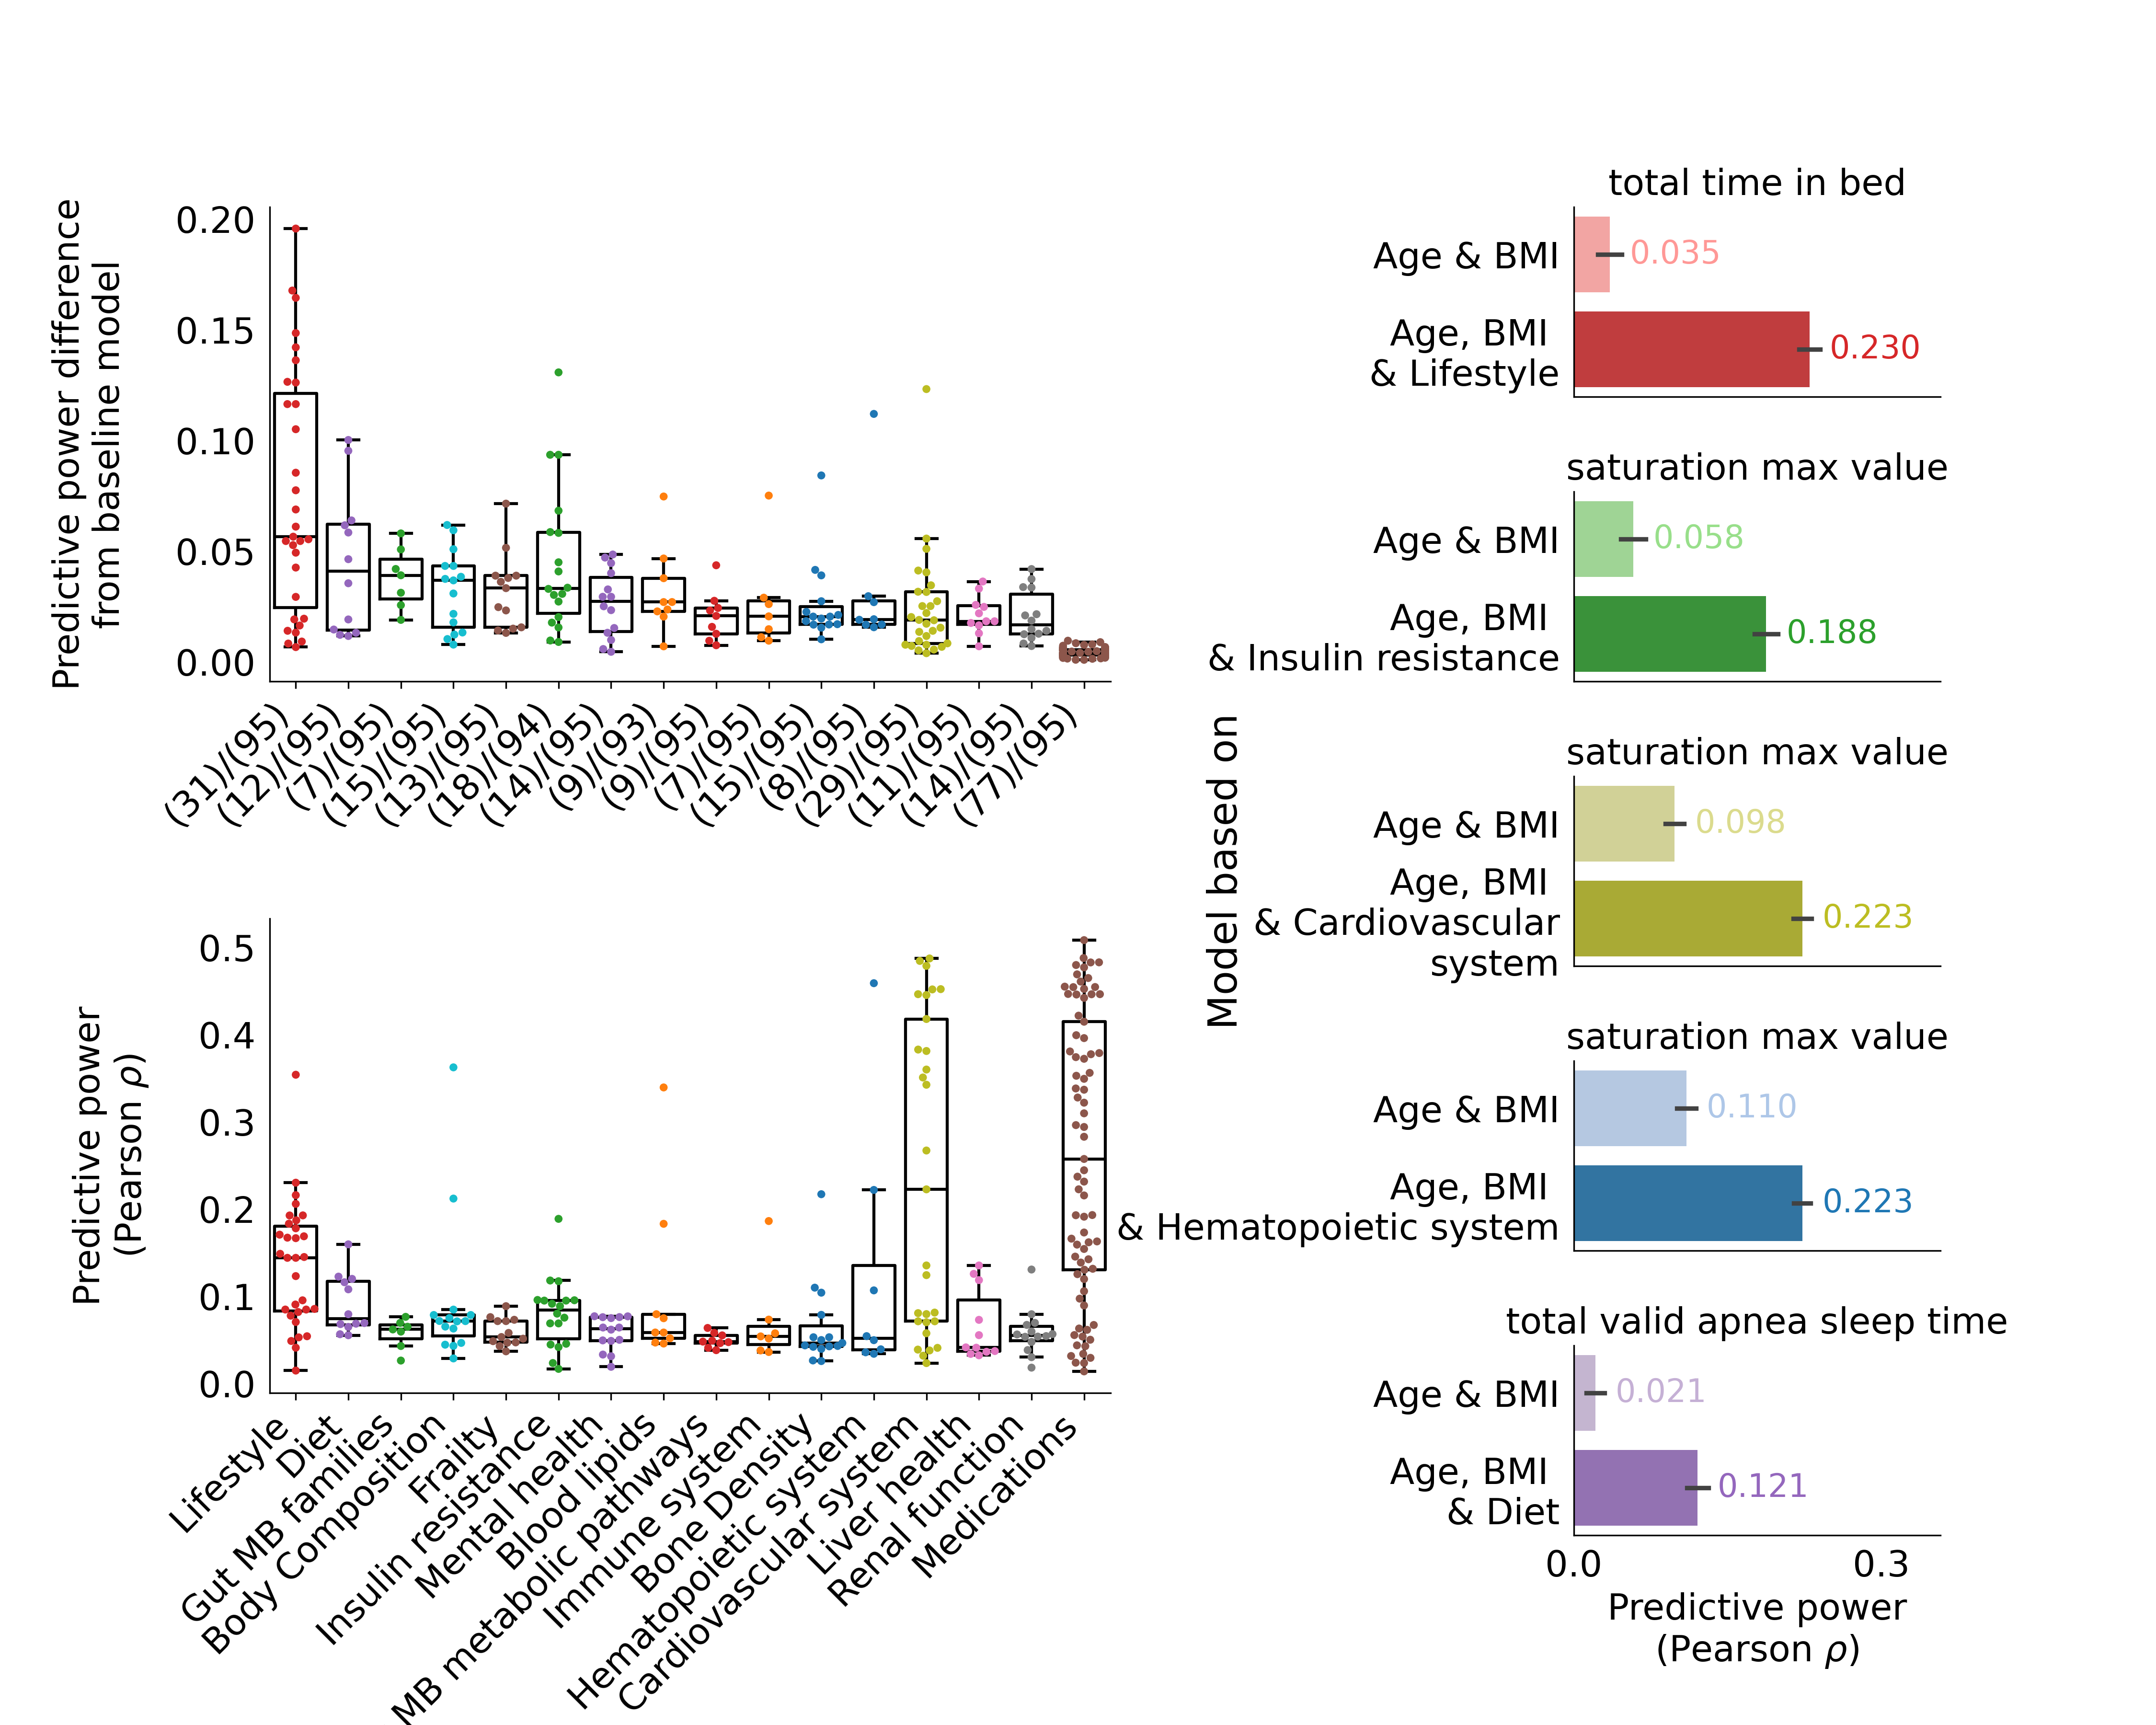 Predictive power difference
from baseline model
0.20
0.15
0.10
0.05
0.00
(31)/(95)
(12)/(95)
(7)/(95)
(15)/(95)
(13)/(95)
(18)/(94)
(14)/(95)
(9)/(93)
(9)/(95)
(7)/(95)
(15)/(95)
(8)/(95)
(29)/(95)
(11)/(95)
(14)/(95)
(77)/(95)
Predictive power
(Pearson ρ)
0.5
0.4
0.3
0.2
0.1
0.0
Lifestyle
Diet
Gut MB families
Body Composition
Frailty
Insulin resistance
Mental health
Blood lipids
MB metabolic pathways
Immune system
Bone Density
Hematopoietic system
Cardiovascular system
Liver health
Renal function
Medications
Model based on
total time in bed
Age & BMI
0.035
Age, BMI
& Lifestyle
0.230
saturation max value
Age & BMI
0.058
Age, BMI
& Insulin resistance
0.188
saturation max value
Age & BMI
0.098
Age, BMI
& Cardiovascular
system
0.223
saturation max value
Age & BMI
0.110
Age, BMI
& Hematopoietic system
0.223
total valid apnea sleep time
Age & BMI
0.021
Age, BMI
& Diet
0.121
0.0 0.3
Predictive power
(Pearson ρ)